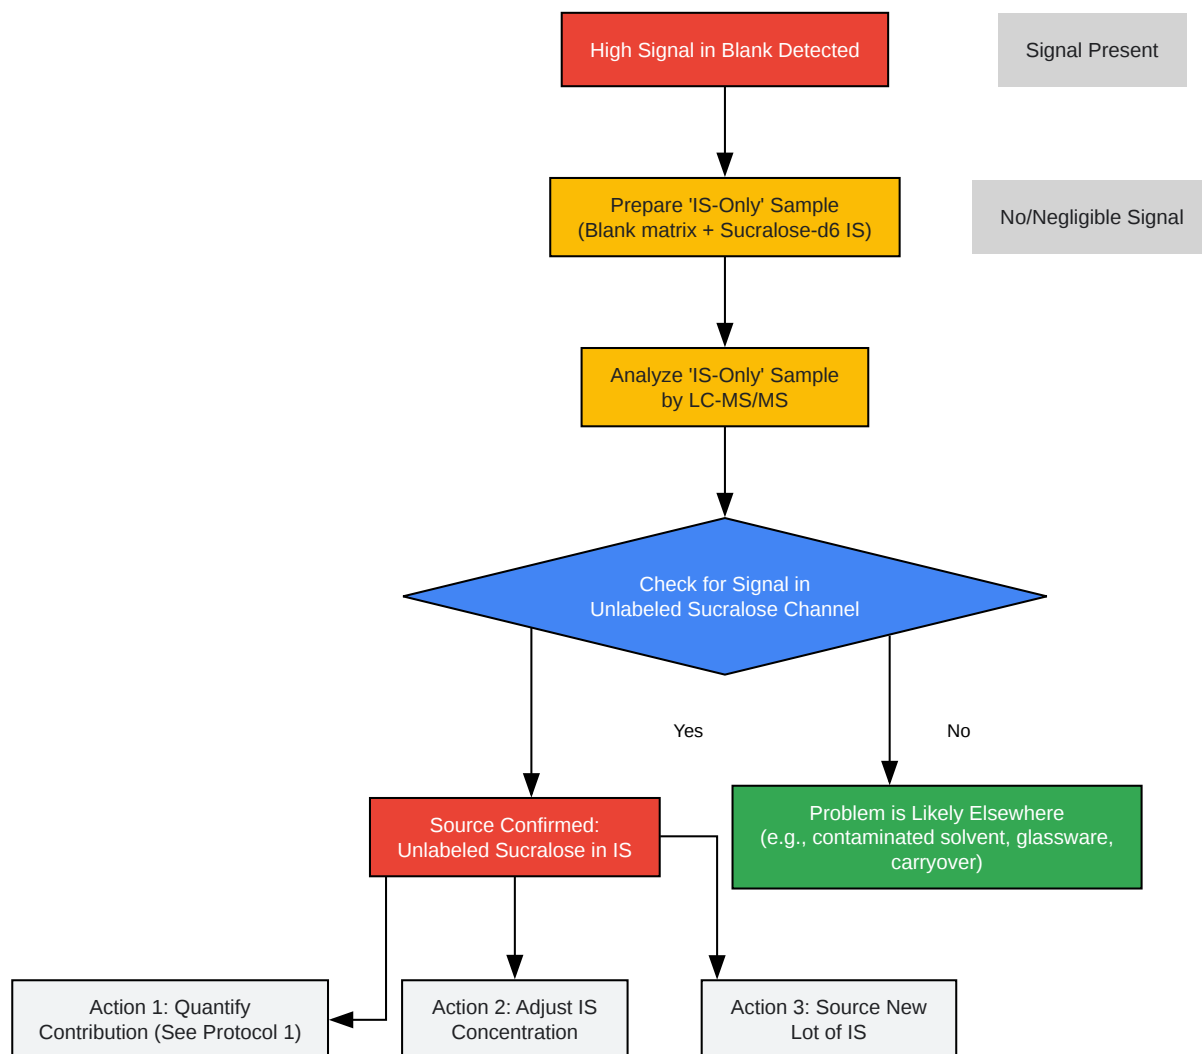 High Signal in Blank Detected
Signal Present
Prepare 'IS-Only' Sample
(Blank matrix + Sucralose-d6 IS)
No/Negligible Signal
Analyze 'IS-Only' Sample
by LC-MS/MS
Check for Signal in
Unlabeled Sucralose Channel
Yes
No
Source Confirmed:
Unlabeled Sucralose in IS
Problem is Likely Elsewhere
(e.g., contaminated solvent, glassware,
carryover)
Action 1: Quantify
Contribution (See Protocol 1)
Action 2: Adjust IS
Concentration
Action 3: Source New
Lot of IS